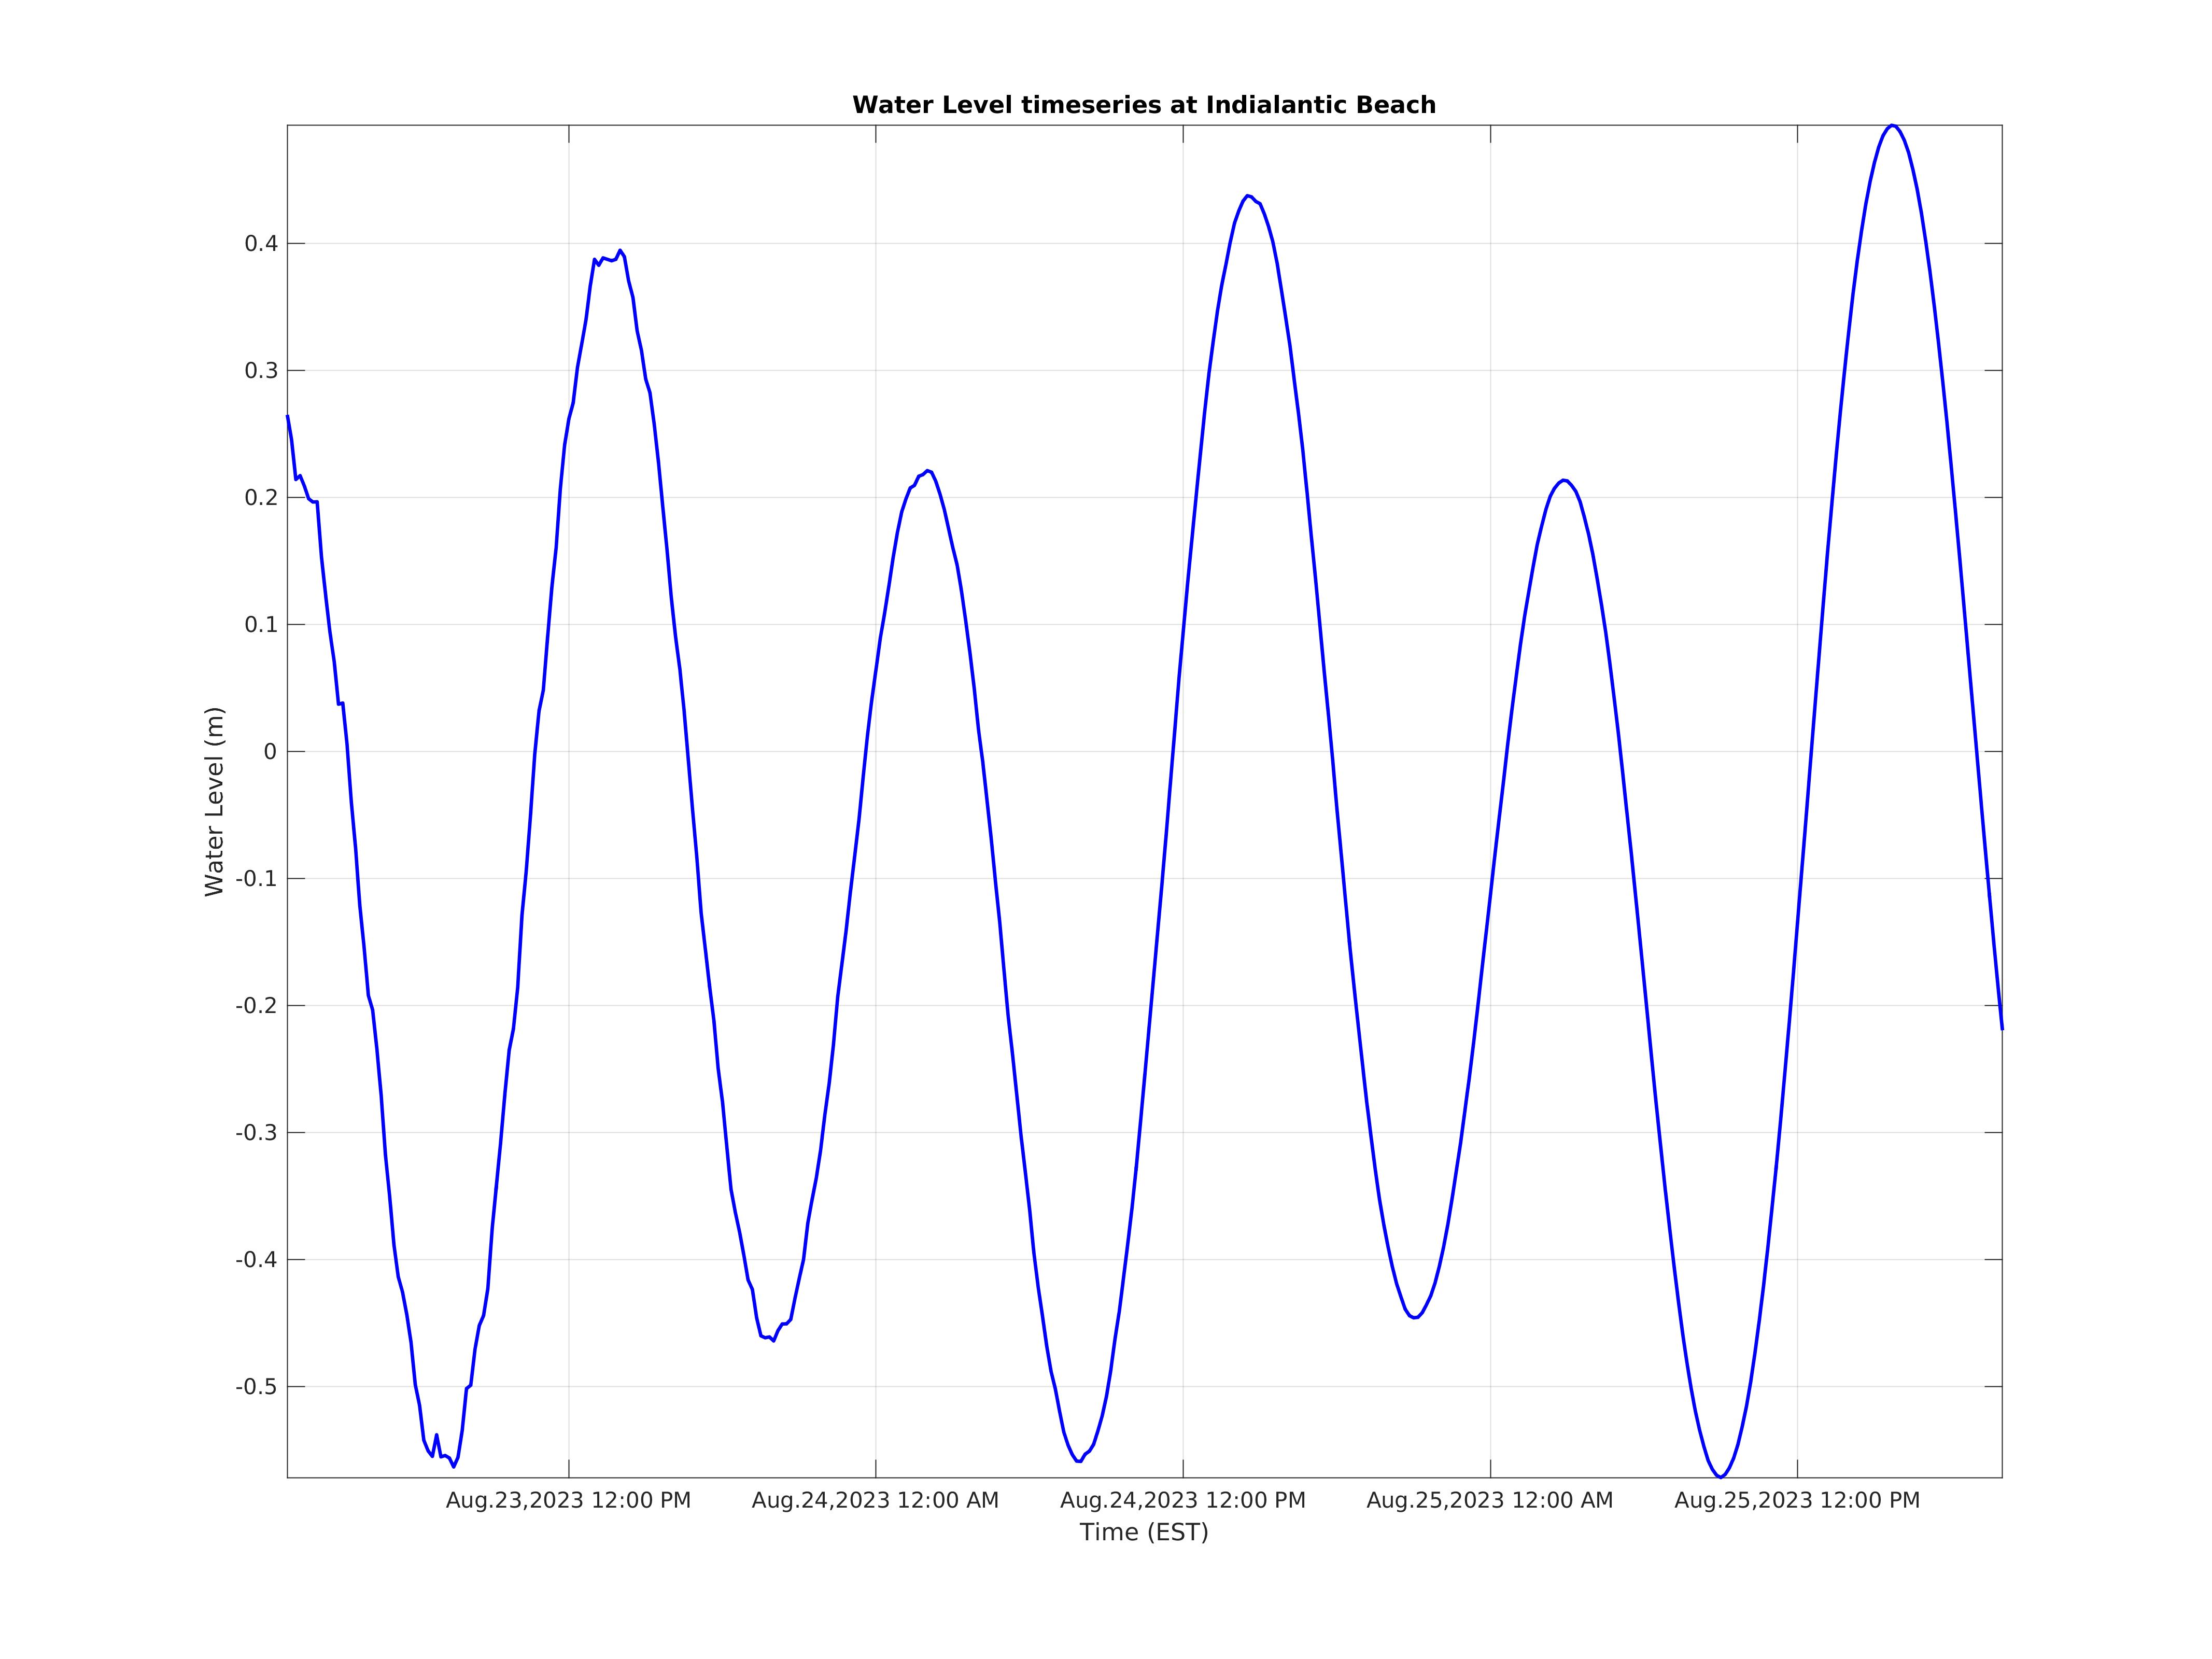 Water Level timeseries at Indialantic Beach
0.4
0.3
0.2
0.1
0
-0.1
-0.2
-0.3
-0.4
-0.5
Water Level (m)
Aug.23,2023 12:00 PM Aug.24,2023 12:00 AM Aug.24,2023 12:00 PM Aug.25,2023 12:00 AM Aug.25,2023 12:00 PM
Time (EST)